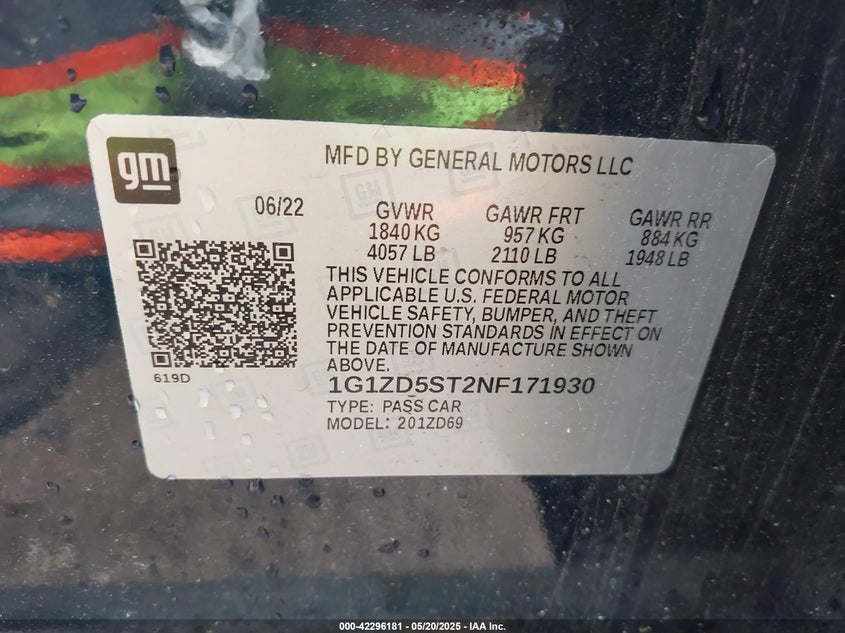 gm
MFD BY GENERAL MOTORS LLC
06/22
GVWR GAWR FRT GAWR RR
1840 KG 957 KG 884 KG
4057 LB 2110 LB 1948 LB
THIS VEHICLE CONFORMS TO ALL
APPLICABLE U.S. FEDERAL MOTOR
VEHICLE SAFETY, BUMPER, AND THEFT
PREVENTION STANDARDS IN EFFECT ON
THE DATE OF MANUFACTURE SHOWN
ABOVE.
619D
1G1ZD5ST2NF171930
TYPE: PASS CAR
MODEL: 201ZD69
000-42296181 - 05/20/2025 - IAA Inc.